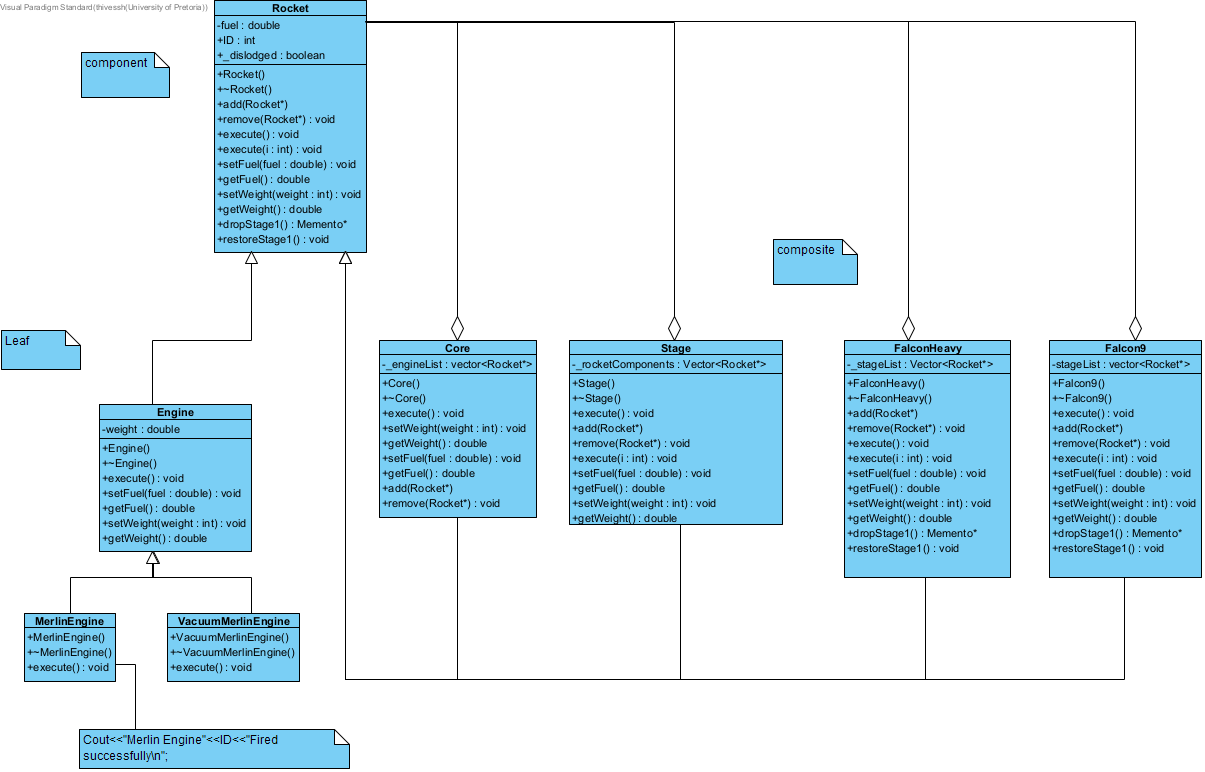 Visual Paradigm Standard(thivessh(University of Pretoria))
Rocket
-fuel : double
+ID : int
+_dislodged : boolean
+Rocket()
+~Rocket()
+add(Rocket*)
+remove(Rocket*) : void
+execute() : void
+execute(i : int) : void
+setFuel(fuel : double) : void
+getFuel() : double
+setWeight(weight : int) : void
+getWeight() : double
+dropStage1() : Memento*
+restoreStage1() : void
component
composite
Leaf
Core
-_engineList : vector<Rocket*>
+Core()
+~Core()
+execute() : void
+setWeight(weight : int) : void
+getWeight() : double
+setFuel(fuel : double) : void
+getFuel() : double
+add(Rocket*)
+remove(Rocket*) : void
Stage
-_rocketComponents : Vector<Rocket*>
+Stage()
+~Stage()
+execute() : void
+add(Rocket*)
+remove(Rocket*) : void
+execute(i : int) : void
+setFuel(fuel : double) : void
+getFuel() : double
+setWeight(weight : int) : void
+getWeight() : double
FalconHeavy
-_stageList : Vector<Rocket*>
+FalconHeavy()
+~FalconHeavy()
+add(Rocket*)
+remove(Rocket*) : void
+execute() : void
+execute(i : int) : void
+setFuel(fuel : double) : void
+getFuel() : double
+setWeight(weight : int) : void
+getWeight() : double
+dropStage1() : Memento*
+restoreStage1() : void
Falcon9
-stageList : vector<Rocket*>
+Falcon9()
+~Falcon9()
+execute() : void
+add(Rocket*)
+remove(Rocket*) : void
+execute(i : int) : void
+setFuel(fuel : double) : void
+getFuel() : double
+setWeight(weight : int) : void
+getWeight() : double
+dropStage1() : Memento*
+restoreStage1() : void
Engine
-weight : double
+Engine()
+~Engine()
+execute() : void
+setFuel(fuel : double) : void
+getFuel() : double
+setWeight(weight : int) : void
+getWeight() : double
MerlinEngine
+MerlinEngine()
+~MerlinEngine()
+execute() : void
VacuumMerlinEngine
+VacuumMerlinEngine()
+~VacuumMerlinEngine()
+execute() : void
Cout<<"Merlin Engine"<<ID<<"Fired
successfully\n";